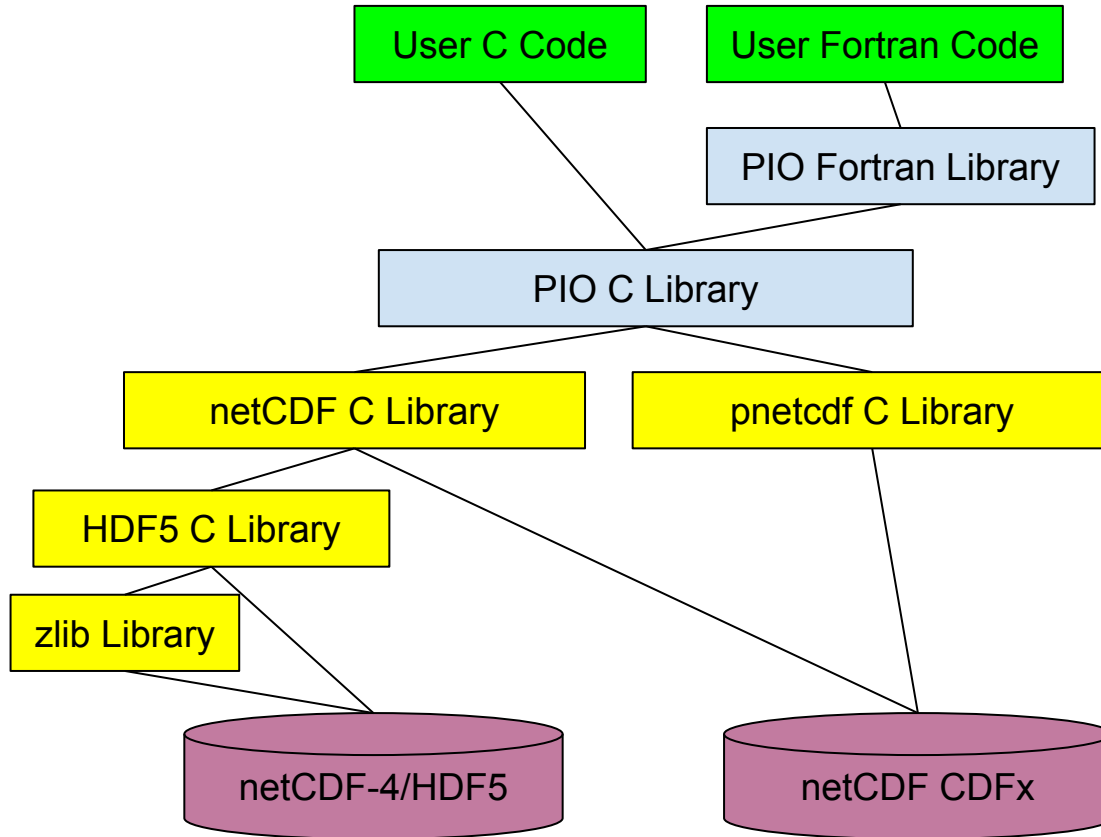 User C Code
User Fortran Code
PIO Fortran Library
PIO C Library
netCDF C Library
pnetcdf C Library
HDF5 C Library
zlib Library
netCDF-4/HDF5
netCDF CDFx